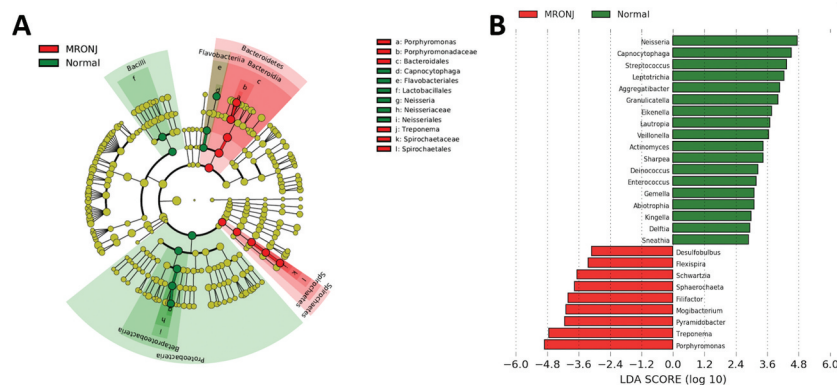 A
MRONJ
Normal
Bacilli
f
Bacteroidetes
Flavobacteriia
Bacteroidia
e
c
d
b
a
k
l
Spirochaetes
Spirochaetes
h
i
Betaproteobacteria
Proteobacteria
a: Porphyromonas
b: Porphyromonadaceae
c: Bacteroidales
d: Capnocytophaga
e: Flavobacteriales
f: Lactobacillales
g: Neisseria
h: Neisseriaceae
i: Neisseriales
j: Treponema
k: Spirochaetaceae
l: Spirochaetales
B
MRONJ Normal
Neisseria
Capnocytophaga
Streptococcus
Leptotrichia
Aggregatibacter
Granulicatella
Eikenella
Lautropia
Veillonella
Actinomyces
Sharpea
Deinococcus
Enterococcus
Gemella
Abiotrophia
Kingella
Delftia
Sneathia
Desulfobulbus
Flexispira
Schwartzia
Sphaerochaeta
Filifactor
Mogibacterium
Pyramidobacter
Treponema
Porphyromonas
−6.0 −4.8 −3.6 −2.4 −1.2 0.0 1.2 2.4 3.6 4.8 6.0
LDA SCORE (log 10)